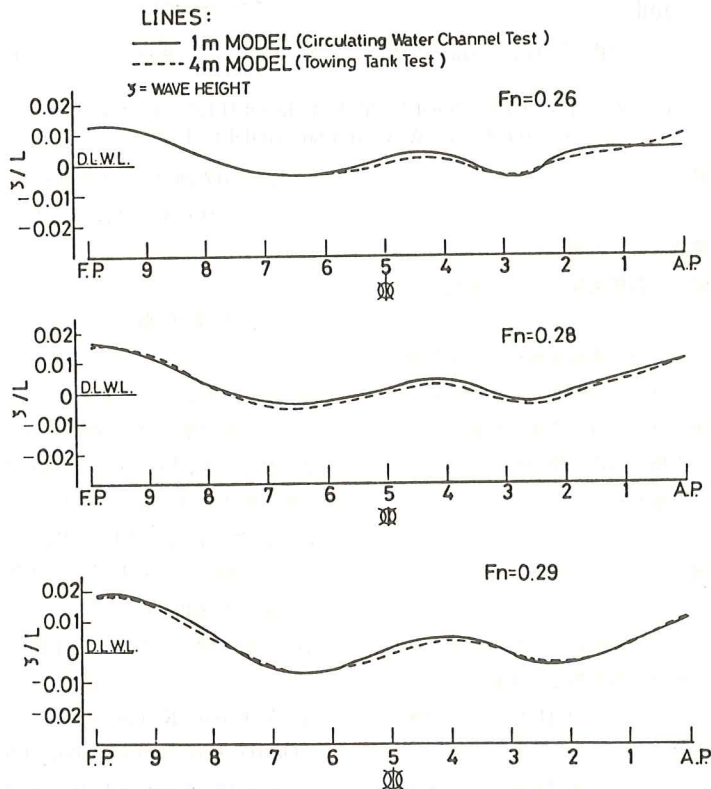 LINES:
1m MODEL (Circulating Water Channel Test)
4m MODEL (Towing Tank Test)
ʒ = WAVE HEIGHT
Fn=0.26
0.02
0.01
0
-0.01
-0.02
ʒ/L
D.L.W.L.
F.P. 9 8 7 6 5 4 3 2 1 A.P.
Fn=0.28
0.02
0.01
0
-0.01
-0.02
ʒ/L
D.L.W.L.
F.P. 9 8 7 6 5 4 3 2 1 A.P.
Fn=0.29
0.02
0.01
0
-0.01
-0.02
ʒ/L
D.L.W.L.
F.P. 9 8 7 6 5 4 3 2 1 A.P.